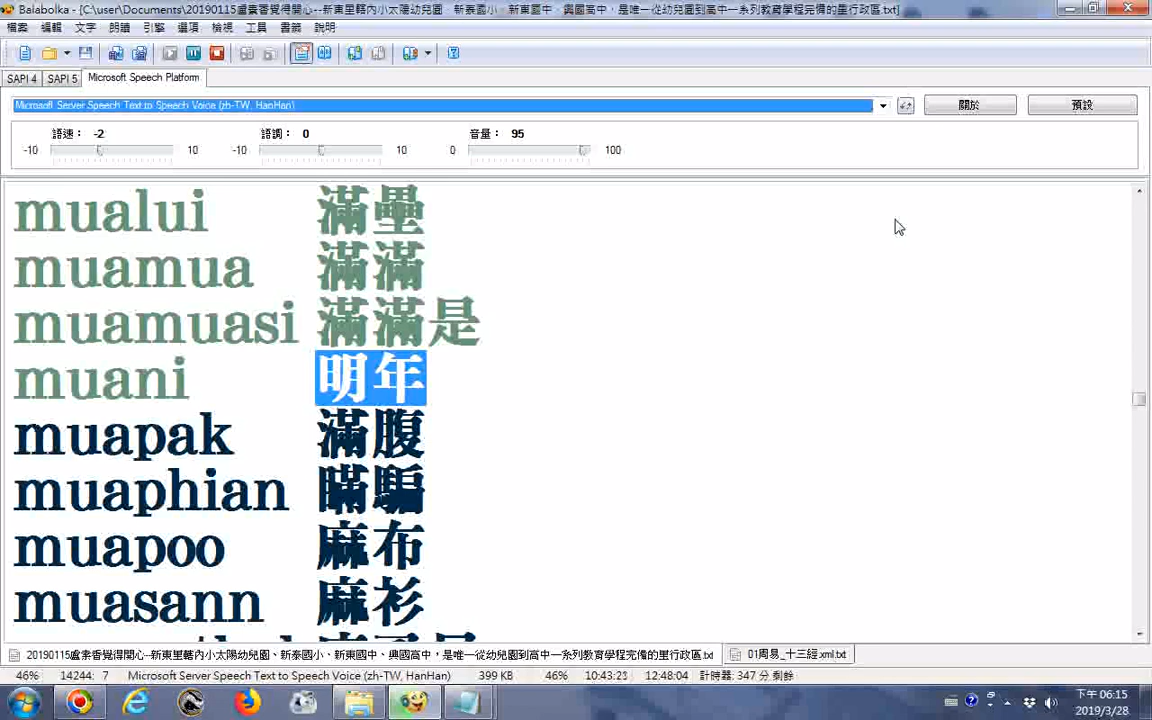 Balabolka - [C:\user\Documents\20190115盧素香覺得開心--新東里轄內小太陽幼兒園、新泰國小、新東國中、興國高中，是唯一從幼兒園到高中一系列教育學程完備的里行政區.txt]
檔案 編輯 文字 朗讀 引擎 選項 檢視 工具 書籤 說明
SAPI 4 SAPI 5 Microsoft Speech Platform
Microsoft Server Speech Text to Speech Voice (zh-TW, HanHan) 關於 預設
語速： -2 語調： 0 音量： 95
-10 10 -10 10 0 100
mualui 滿壘
muamua 滿滿
muamuasi 滿滿是
muani 明年
muapak 滿腹
muaphian 瞞騙
muapoo 麻布
muasann 麻衫
20190115盧素香覺得開心--新東里轄內小太陽幼兒園、新泰國小、新東國中、興國高中，是唯一從幼兒園到高中一系列教育學程完備的里行政區.txt 01周易_十三經.xml.txt
46% 14244: 7 Microsoft Server Speech Text to Speech Voice (zh-TW, HanHan) 399 KB 46% 10:43:21 12:48:04 計時器: 347 分 剩餘
下午 06:15
2019/3/28